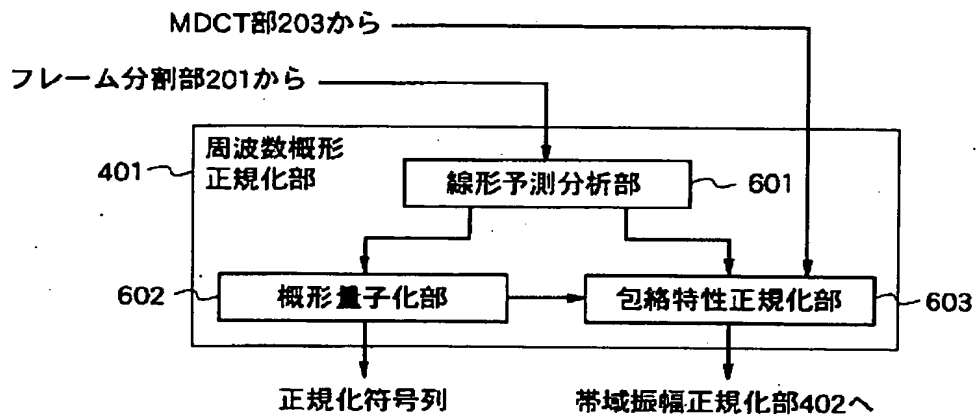 MDCT部203から
フレーム分割部201から
周波数概形
正規化部
401
線形予測分析部
601
602
概形量子化部
包絡特性正規化部
603
正規化符号列
帯域振幅正規化部402へ